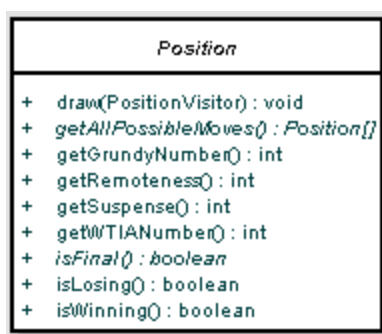 Position
+ draw(PositionVisitor) : void
+ getAllPossibleMoves() : Position[]
+ getGrundyNumber() : int
+ getRemoteness() : int
+ getSuspense() : int
+ getWTIANumber() : int
+ isFinal() : boolean
+ isLosing() : boolean
+ isWinning() : boolean